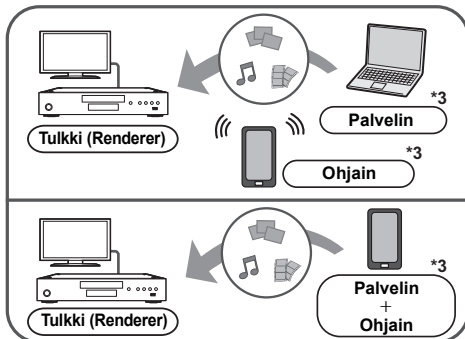 *3
Palvelin
Tulkki (Renderer)
*3
Ohjain
*3
Palvelin
+
Ohjain
Tulkki (Renderer)